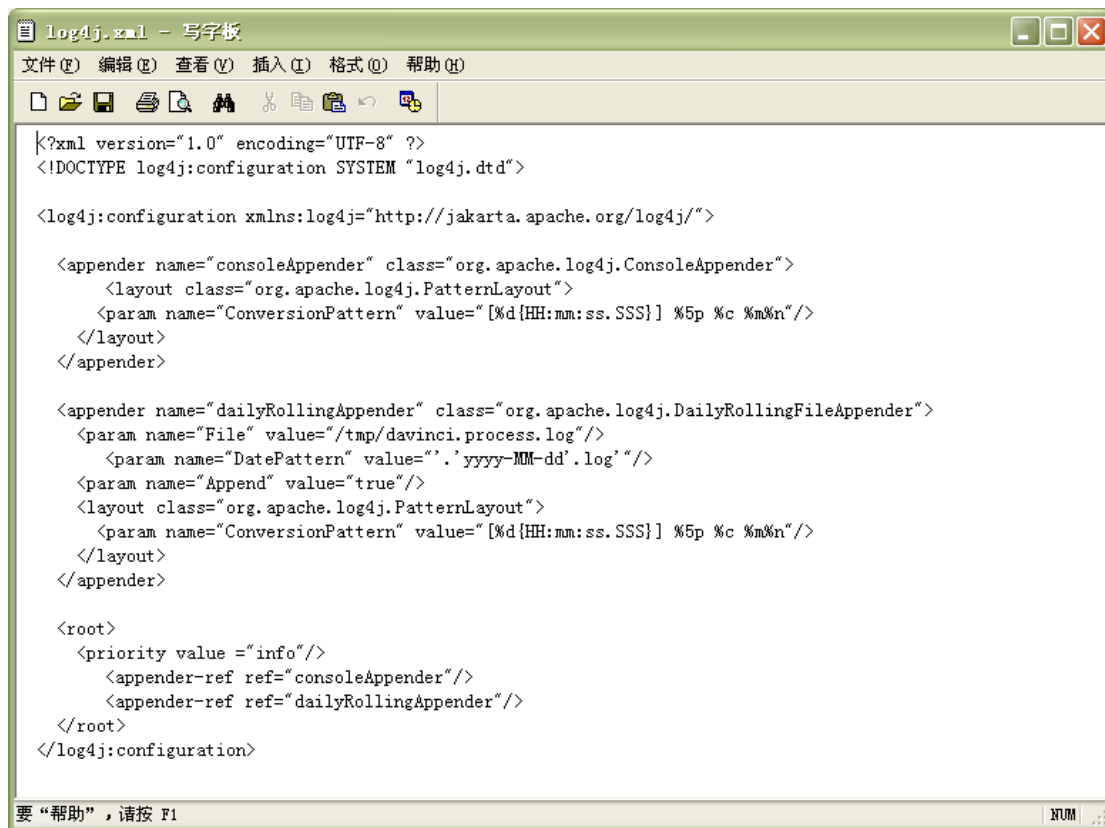 log4j.xml - 写字板
文件(F) 编辑(E) 查看(V) 插入(I) 格式(O) 帮助(H)
<?xml version="1.0" encoding="UTF-8" ?>
<!DOCTYPE log4j:configuration SYSTEM "log4j.dtd">
<log4j:configuration xmlns:log4j="http://jakarta.apache.org/log4j/">
<appender name="consoleAppender" class="org.apache.log4j.ConsoleAppender">
<layout class="org.apache.log4j.PatternLayout">
<param name="ConversionPattern" value="[%d{HH:mm:ss.SSS}] %5p %c %m%n"/>
</layout>
</appender>
<appender name="dailyRollingAppender" class="org.apache.log4j.DailyRollingFileAppender">
<param name="File" value="/tmp/davinci.process.log"/>
<param name="DatePattern" value="'.'yyyy-MM-dd'.log'"/>
<param name="Append" value="true"/>
<layout class="org.apache.log4j.PatternLayout">
<param name="ConversionPattern" value="[%d{HH:mm:ss.SSS}] %5p %c %m%n"/>
</layout>
</appender>
<root>
<priority value ="info"/>
<appender-ref ref="consoleAppender"/>
<appender-ref ref="dailyRollingAppender"/>
</root>
</log4j:configuration>
要“帮助”，请按 F1 NUM